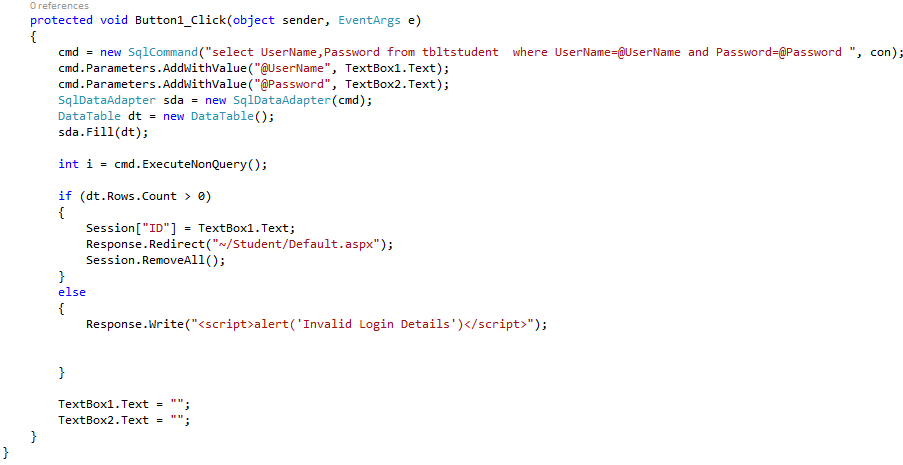 0 references
protected void Button1_Click(object sender, EventArgs e)
{
cmd = new SqlCommand("select UserName,Password from tbltstudent  where UserName=@UserName and Password=@Password ", con);
cmd.Parameters.AddWithValue("@UserName", TextBox1.Text);
cmd.Parameters.AddWithValue("@Password", TextBox2.Text);
SqlDataAdapter sda = new SqlDataAdapter(cmd);
DataTable dt = new DataTable();
sda.Fill(dt);
int i = cmd.ExecuteNonQuery();
if (dt.Rows.Count > 0)
{
Session["ID"] = TextBox1.Text;
Response.Redirect("~/Student/Default.aspx");
Session.RemoveAll();
}
else
{
Response.Write("<script>alert('Invalid Login Details')</script>");
}
TextBox1.Text = "";
TextBox2.Text = "";
}
}